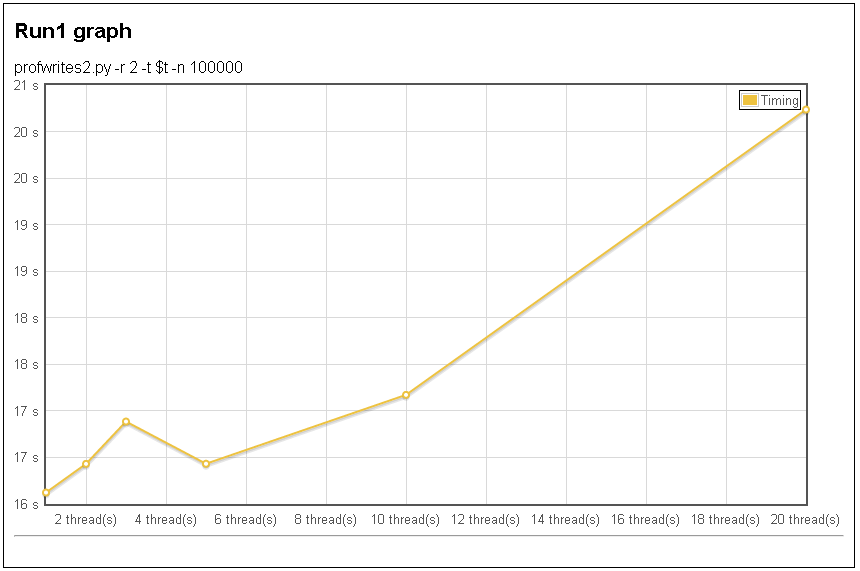 Run1 graph
profwrites2.py -r 2 -t $t -n 100000
21 s
Timing
20 s
20 s
19 s
19 s
18 s
18 s
17 s
17 s
16 s
2 thread(s) 4 thread(s) 6 thread(s) 8 thread(s) 10 thread(s) 12 thread(s) 14 thread(s) 16 thread(s) 18 thread(s) 20 thread(s)